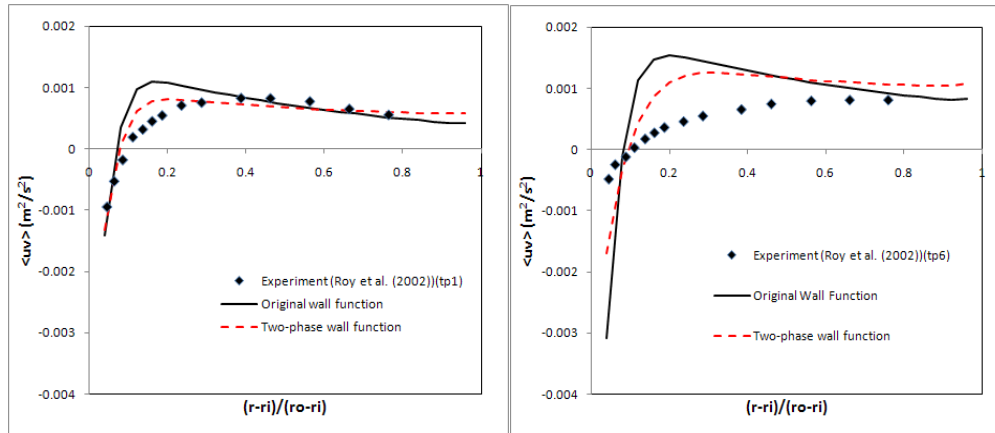 0.002
0.001
0
-0.001
-0.002
-0.003
-0.004
0
0.2
0.4
0.6
0.8
1
<uv> (m²/s²)
(r-ri)/(ro-ri)
Experiment (Roy et al. (2002))(tp1)
Original wall function
Two-phase wall function
0.002
0.001
0
-0.001
-0.002
-0.003
-0.004
0
0.2
0.4
0.6
0.8
1
<uv> (m²/s²)
(r-ri)/(ro-ri)
Experiment (Roy et al. (2002))(tp6)
Original Wall Function
Two-phase wall function